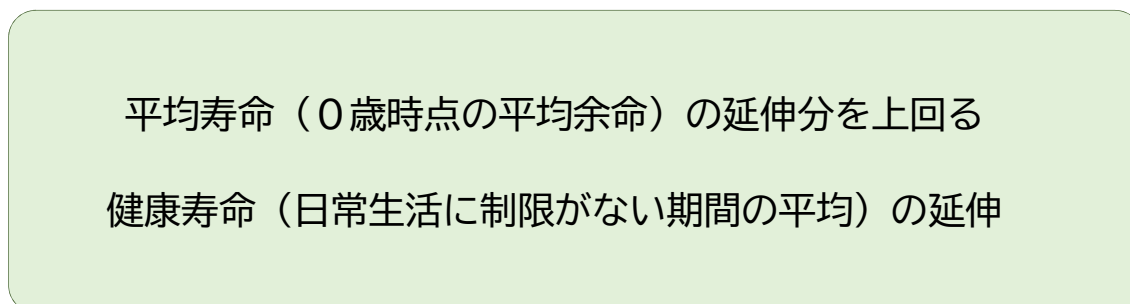 平均寿命（０歳時点の平均余命）の延伸分を上回る
健康寿命（日常生活に制限がない期間の平均）の延伸